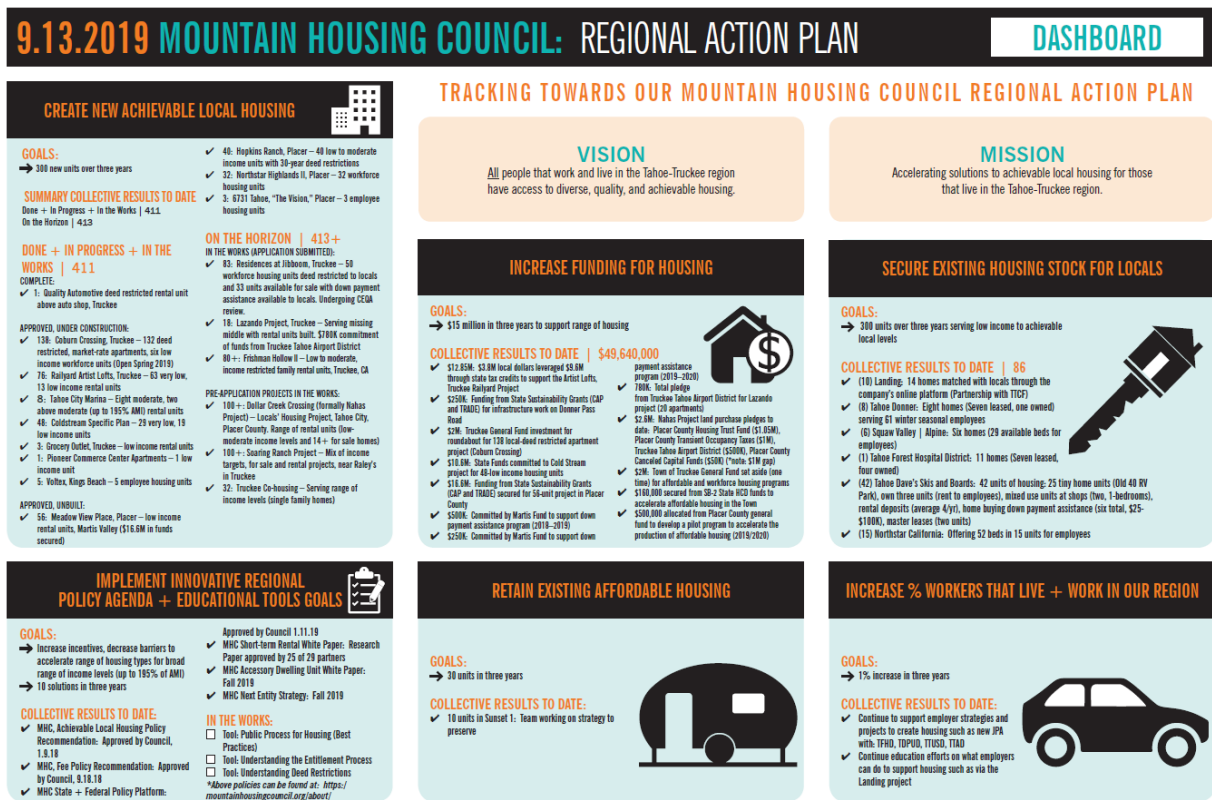 9.13.2019 MOUNTAIN HOUSING COUNCIL: REGIONAL ACTION PLAN
DASHBOARD
TRACKING TOWARDS OUR MOUNTAIN HOUSING COUNCIL REGIONAL ACTION PLAN
CREATE NEW ACHIEVABLE LOCAL HOUSING
GOALS:
➔ 300 new units over three years
SUMMARY COLLECTIVE RESULTS TO DATE
Done + In Progress + In the Works | 411
On the Horizon | 413
DONE + IN PROGRESS + IN THE
WORKS | 411
COMPLETE:
✔ 1: Quality Automotive deed restricted rental unit
above auto shop, Truckee
APPROVED, UNDER CONSTRUCTION:
✔ 138: Coburn Crossing, Truckee – 132 deed
restricted, market-rate apartments, six low
income workforce units (Open Spring 2019)
✔ 76: Railyard Artist Lofts, Truckee – 63 very low,
13 low income rental units
✔ 8: Tahoe City Marina – Eight moderate, two
above moderate (up to 195% AMI) rental units
✔ 48: Coldstream Specific Plan – 29 very low, 19
low income units
✔ 3: Grocery Outlet, Truckee – low income rental units
✔ 1: Pioneer Commerce Center Apartments – 1 low
income unit
✔ 5: Voltex, Kings Beach – 5 employee housing units
APPROVED, UNBUILT:
✔ 56: Meadow View Place, Placer – low income
rental units, Martis Valley ($16.6M in funds
secured)
✔ 40: Hopkins Ranch, Placer – 40 low to moderate
income units with 30-year deed restrictions
✔ 32: Northstar Highlands II, Placer – 32 workforce
housing units
✔ 3: 6731 Tahoe, "The Vision," Placer – 3 employee
housing units
ON THE HORIZON | 413+
IN THE WORKS (APPLICATION SUBMITTED):
✔ 83: Residences at Jibboom, Truckee – 50
workforce housing units deed restricted to locals
and 33 units available for sale with down payment
assistance available to locals. Undergoing CEQA
review.
✔ 18: Lazando Project, Truckee – Serving missing
middle with rental units built. $780K commitment
of funds from Truckee Tahoe Airport District
✔ 80+: Frishman Hollow II – Low to moderate,
income restricted family rental units, Truckee, CA
PRE-APPLICATION PROJECTS IN THE WORKS:
✔ 100+: Dollar Creek Crossing (formally Nahas
Project) – Locals' Housing Project, Tahoe City,
Placer County. Range of rental units (low-
moderate income levels and 14+ for sale homes)
✔ 100+: Soaring Ranch Project – Mix of income
targets, for sale and rental projects, near Raley's
in Truckee
✔ 32: Truckee Co-housing – Serving range of
income levels (single family homes)
VISION
All people that work and live in the Tahoe-Truckee region
have access to diverse, quality, and achievable housing.
MISSION
Accelerating solutions to achievable local housing for those
that live in the Tahoe-Truckee region.
INCREASE FUNDING FOR HOUSING
GOALS:
➔ $15 million in three years to support range of housing
COLLECTIVE RESULTS TO DATE | $49,640,000
✔ $12.85M: $3.8M local dollars leveraged $9.6M
through state tax credits to support the Artist Lofts,
Truckee Railyard Project
✔ $250K: Funding from State Sustainability Grants (CAP
and TRADE) for infrastructure work on Donner Pass
Road
✔ $2M: Truckee General Fund investment for
roundabout for 138 local-deed restricted apartment
project (Coburn Crossing)
✔ $10.6M: State Funds committed to Cold Stream
project for 48-low income housing units
✔ $16.6M: Funding from State Sustainability Grants
(CAP and TRADE) secured for 56-unit project in Placer
County
✔ $500K: Committed by Martis Fund to support down
payment assistance program (2018–2019)
✔ $250K: Committed by Martis Fund to support down
payment assistance
program (2019–2020)
✔ 780K: Total pledge
from Truckee Tahoe Airport District for Lazando
project (20 apartments)
✔ $2.6M: Nahas Project land purchase pledges to
date: Placer County Housing Trust Fund ($1.05M),
Placer County Transient Occupancy Taxes ($1M),
Truckee Tahoe Airport District ($500K), Placer County
Canceled Capital Funds ($50K) (*note: $1M gap)
✔ $2M: Town of Truckee General Fund set aside (one
time) for affordable and workforce housing programs
✔ $160,000 secured from SB-2 State HCD funds to
accelerate affordable housing in the Town
✔ $500,000 allocated from Placer County general
fund to develop a pilot program to accelerate the
production of affordable housing (2019/2020)
SECURE EXISTING HOUSING STOCK FOR LOCALS
GOALS:
➔ 300 units over three years serving low income to achievable
local levels
COLLECTIVE RESULTS TO DATE | 86
✔ (10) Landing: 14 homes matched with locals through the
company's online platform (Partnership with TTCF)
✔ (8) Tahoe Donner: Eight homes (Seven leased, one owned)
serving 61 winter seasonal employees
✔ (6) Squaw Valley | Alpine: Six homes (29 available beds for
employees)
✔ (1) Tahoe Forest Hospital District: 11 homes (Seven leased,
four owned)
✔ (42) Tahoe Dave's Skis and Boards: 42 units of housing: 25 tiny home units (Old 40 RV
Park), own three units (rent to employees), mixed use units at shops (two, 1-bedrooms),
rental deposits (average 4/yr), home buying down payment assistance (six total, $25-
$100K), master leases (two units)
✔ (15) Northstar California: Offering 52 beds in 15 units for employees
IMPLEMENT INNOVATIVE REGIONAL
POLICY AGENDA + EDUCATIONAL TOOLS GOALS
GOALS:
➔ Increase incentives, decrease barriers to
accelerate range of housing types for broad
range of income levels (up to 195% of AMI)
➔ 10 solutions in three years
COLLECTIVE RESULTS TO DATE:
✔ MHC, Achievable Local Housing Policy
Recommendation: Approved by Council,
1.9.18
✔ MHC, Fee Policy Recommendation: Approved
by Council, 9.18.18
✔ MHC State + Federal Policy Platform:
Approved by Council 1.11.19
✔ MHC Short-term Rental White Paper: Research
Paper approved by 25 of 29 partners
✔ MHC Accessory Dwelling Unit White Paper:
Fall 2019
✔ MHC Next Entity Strategy: Fall 2019
IN THE WORKS:
☐ Tool: Public Process for Housing (Best
Practices)
☐ Tool: Understanding the Entitlement Process
☐ Tool: Understanding Deed Restrictions
*Above policies can be found at: https:/
mountainhousingcouncil.org/about/
RETAIN EXISTING AFFORDABLE HOUSING
GOALS:
➔ 30 units in three years
COLLECTIVE RESULTS TO DATE:
✔ 10 units in Sunset 1: Team working on strategy to
preserve
INCREASE % WORKERS THAT LIVE + WORK IN OUR REGION
GOALS:
➔ 1% increase in three years
COLLECTIVE RESULTS TO DATE:
✔ Continue to support employer strategies and
projects to create housing such as new JPA
with: TFHD, TDPUD, TTUSD, TTAD
✔ Continue education efforts on what employers
can do to support housing such as via the
Landing project